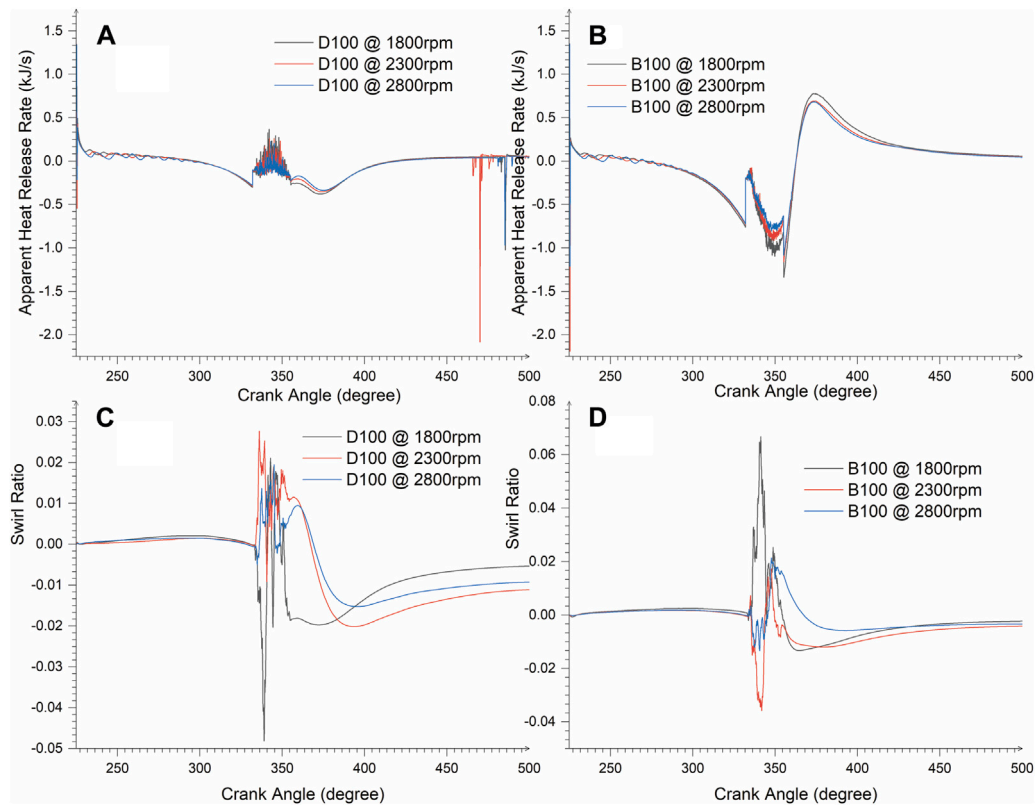 A
D100 @ 1800rpm
D100 @ 2300rpm
D100 @ 2800rpm
Apparent Heat Release Rate (kJ/s)
1.5
1.0
0.5
0.0
-0.5
-1.0
-1.5
-2.0
250 300 350 400 450 500
Crank Angle (degree)
B
B100 @ 1800rpm
B100 @ 2300rpm
B100 @ 2800rpm
Apparent Heat Release Rate (kJ/s)
1.5
1.0
0.5
0.0
-0.5
-1.0
-1.5
-2.0
250 300 350 400 450 500
Crank Angle (degree)
C
D100 @ 1800rpm
D100 @ 2300rpm
D100 @ 2800rpm
Swirl Ratio
0.03
0.02
0.01
0.00
-0.01
-0.02
-0.03
-0.04
-0.05
250 300 350 400 450 500
Crank Angle (degree)
D
B100 @ 1800rpm
B100 @ 2300rpm
B100 @ 2800rpm
Swirl Ratio
0.08
0.06
0.04
0.02
0.00
-0.02
-0.04
250 300 350 400 450 500
Crank Angle (degree)